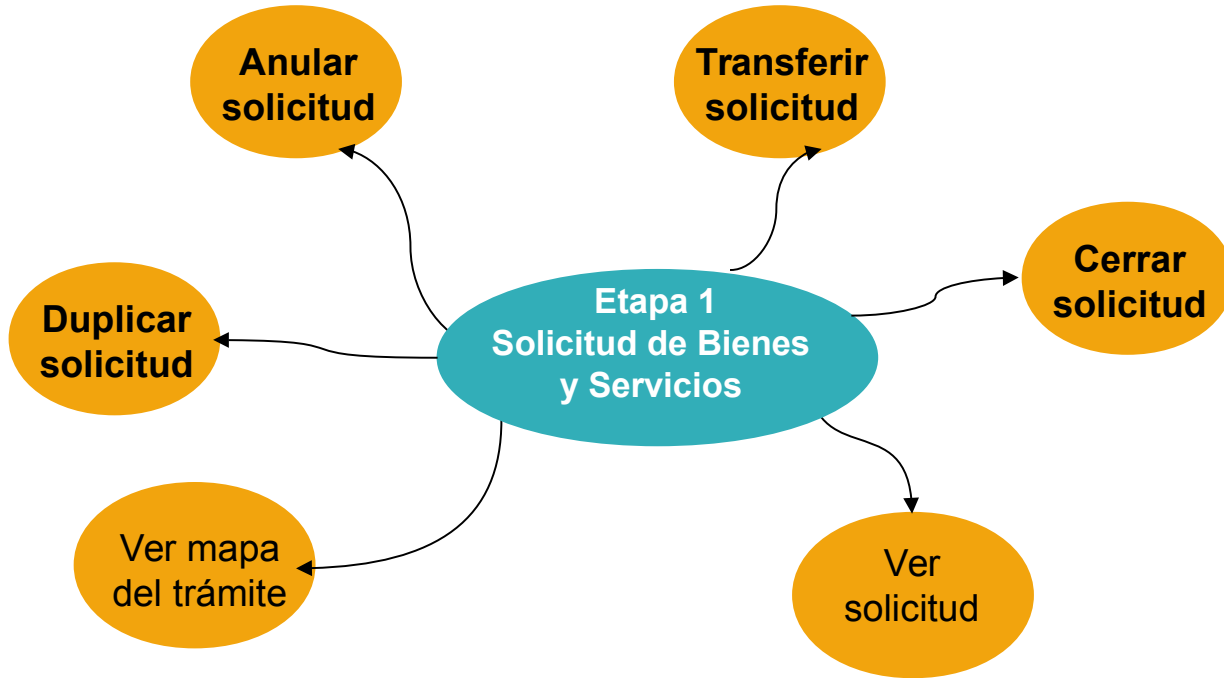 Anular
solicitud
Transferir
solicitud
Cerrar
solicitud
Etapa 1
Solicitud de Bienes
y Servicios
Duplicar
solicitud
Ver mapa
del trámite
Ver
solicitud